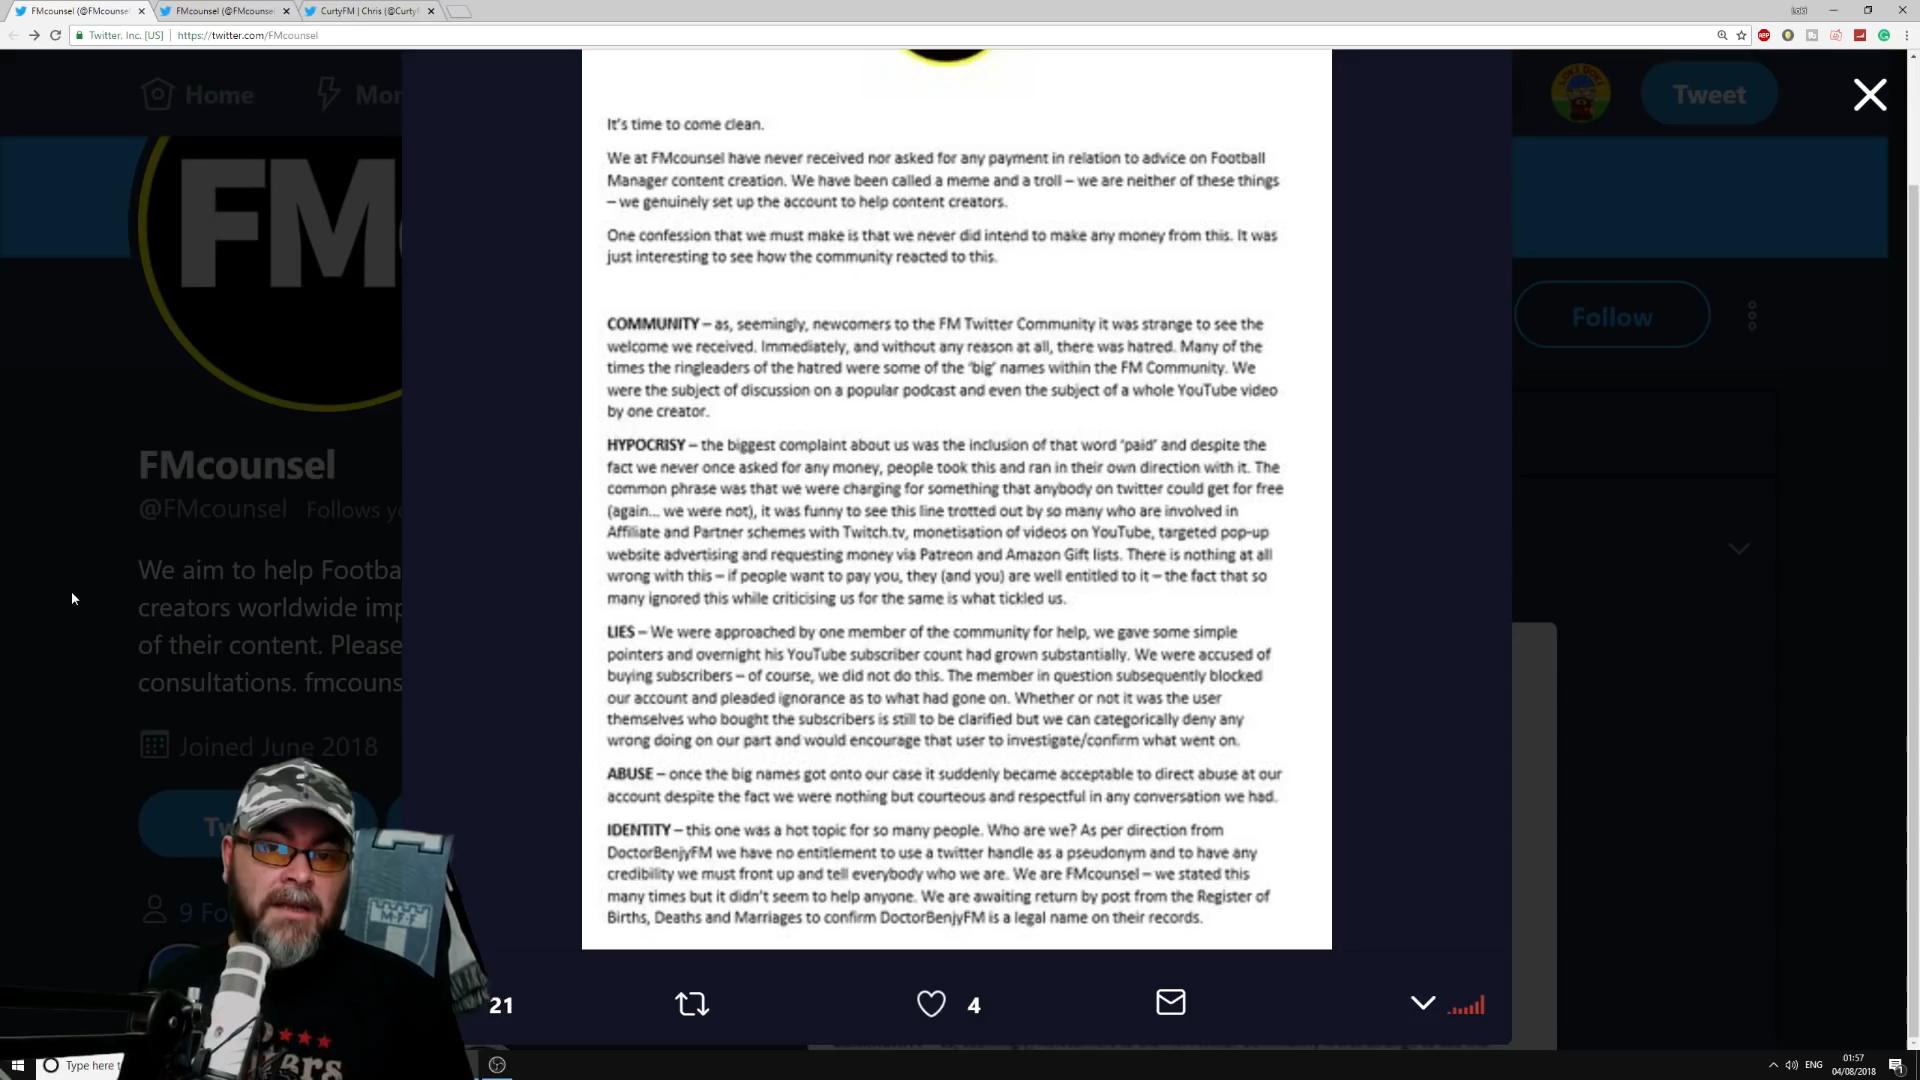 FMcounsel (@FMcounsel
FMcounsel (@FMcounsel
CurtyFM | Chris (@CurtyF
Loki
Twitter, Inc. [US]
https://twitter.com/FMcounsel
Home
Mom
Tweet
FM
It's time to come clean.
We at FMcounsel have never received nor asked for any payment in relation to advice on Football
Manager content creation. We have been called a meme and a troll – we are neither of these things
– we genuinely set up the account to help content creators.
One confession that we must make is that we never did intend to make any money from this. It was
just interesting to see how the community reacted to this.
Follow
COMMUNITY – as, seemingly, newcomers to the FM Twitter Community it was strange to see the
welcome we received. Immediately, and without any reason at all, there was hatred. Many of the
times the ringleaders of the hatred were some of the 'big' names within the FM Community. We
were the subject of discussion on a popular podcast and even the subject of a whole YouTube video
by one creator.
HYPOCRISY – the biggest complaint about us was the inclusion of that word 'paid' and despite the
fact we never once asked for any money, people took this and ran in their own direction with it. The
common phrase was that we were charging for something that anybody on twitter could get for free
(again... we were not), it was funny to see this line trotted out by so many who are involved in
Affiliate and Partner schemes with Twitch.tv, monetisation of videos on YouTube, targeted pop-up
website advertising and requesting money via Patreon and Amazon Gift lists. There is nothing at all
wrong with this – if people want to pay you, they (and you) are well entitled to it – the fact that so
many ignored this while criticising us for the same is what tickled us.
LIES – We were approached by one member of the community for help, we gave some simple
pointers and overnight his YouTube subscriber count had grown substantially. We were accused of
buying subscribers – of course, we did not do this. The member in question subsequently blocked
our account and pleaded ignorance as to what had gone on. Whether or not it was the user
themselves who bought the subscribers is still to be clarified but we can categorically deny any
wrong doing on our part and would encourage that user to investigate/confirm what went on.
ABUSE – once the big names got onto our case it suddenly became acceptable to direct abuse at our
account despite the fact we were nothing but courteous and respectful in any conversation we had.
IDENTITY – this one was a hot topic for so many people. Who are we? As per direction from
DoctorBenjyFM we have no entitlement to use a twitter handle as a pseudonym and to have any
credibility we must front up and tell everybody who we are. We are FMcounsel – we stated this
many times but it didn't seem to help anyone. We are awaiting return by post from the Register of
Births, Deaths and Marriages to confirm DoctorBenjyFM is a legal name on their records.
FMcounsel
@FMcounsel Follows yo
We aim to help Footba
creators worldwide imp
of their content. Please
consultations. fmcouns
Joined June 2018
Tw
9 Fo
M.F.F
21
4
Type here t
ENG
01:57
04/08/2018